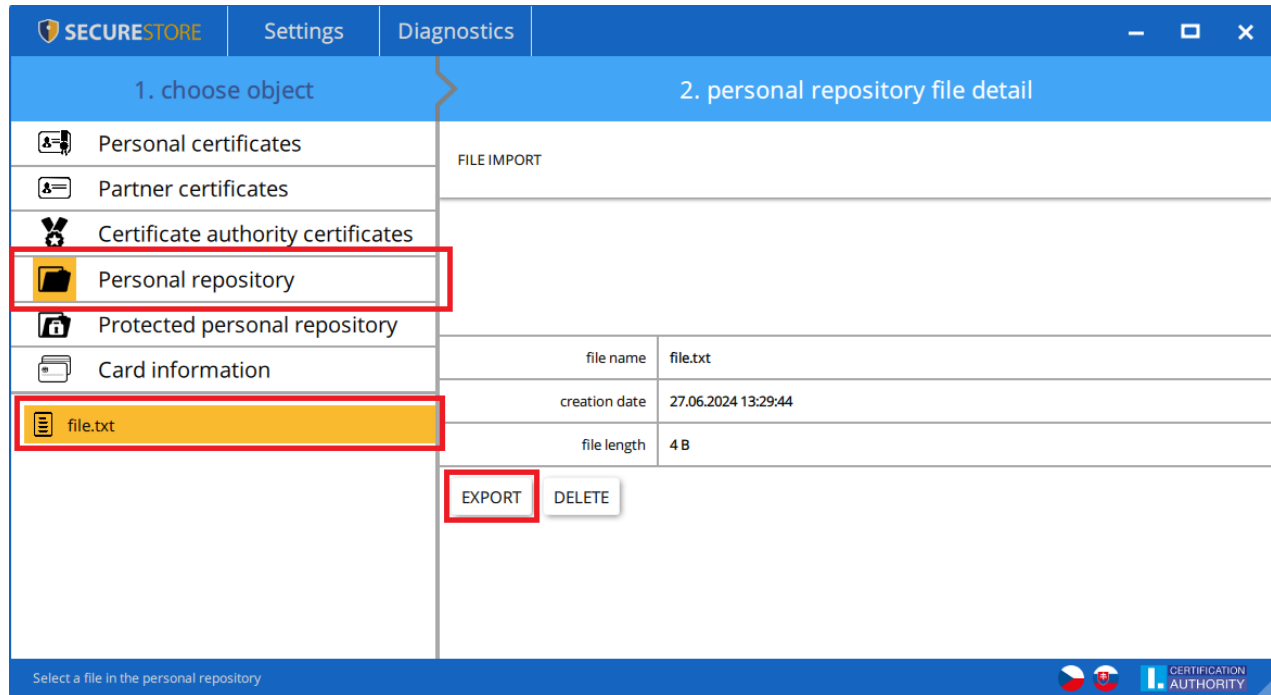 SECURESTORE Settings Diagnostics
1. choose object
2. personal repository file detail
Personal certificates
Partner certificates
Certificate authority certificates
Personal repository
Protected personal repository
Card information
file.txt
FILE IMPORT
file name file.txt
creation date 27.06.2024 13:29:44
file length 4 B
EXPORT DELETE
Select a file in the personal repository
I. CERTIFICATION
AUTHORITY